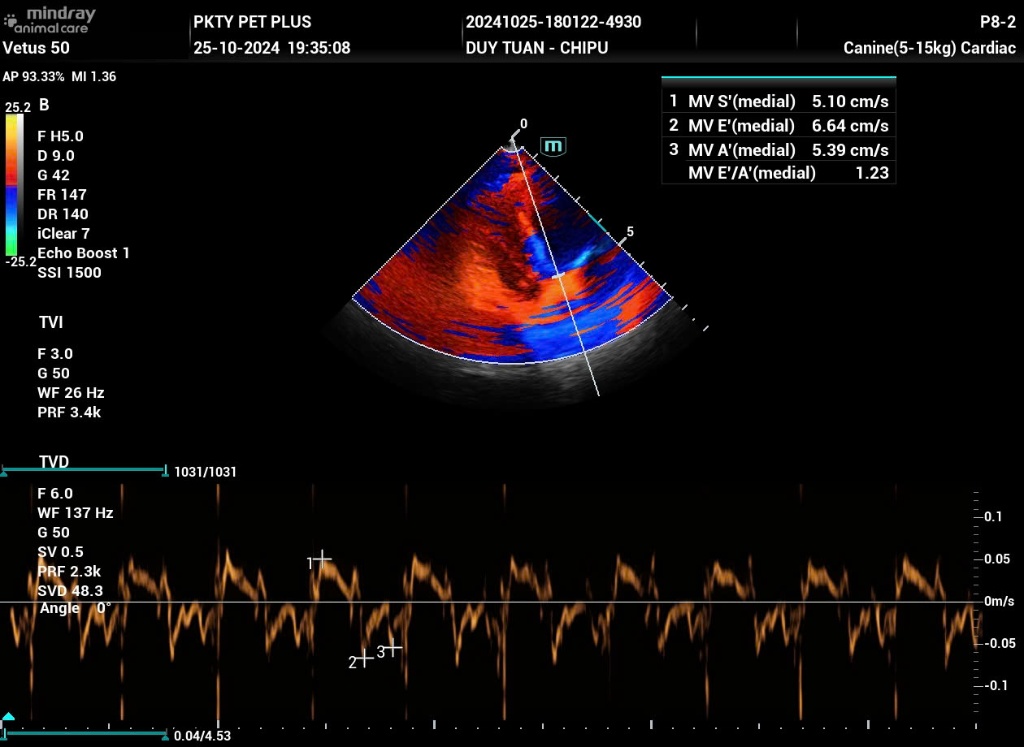 mindray
animal care
Vetus 50
PKTY PET PLUS
25-10-2024 19:35:08
20241025-180122-4930
DUY TUAN - CHIPU
P8-2
Canine(5-15kg) Cardiac
AP 93.33% MI 1.36
25.2
-25.2
B
F H5.0
D 9.0
G 42
FR 147
DR 140
iClear 7
Echo Boost 1
SSI 1500
TVI
F 3.0
G 50
WF 26 Hz
PRF 3.4k
TVD
F 6.0
WF 137 Hz
G 50
SV 0.5
PRF 2.3k
SVD 48.3
Angle 0°
0
m
5
1 MV S'(medial) 5.10 cm/s
2 MV E'(medial) 6.64 cm/s
3 MV A'(medial) 5.39 cm/s
MV E'/A'(medial) 1.23
1031/1031
1
2
3
0.1
0.05
0m/s
-0.05
-0.1
0.04/4.53